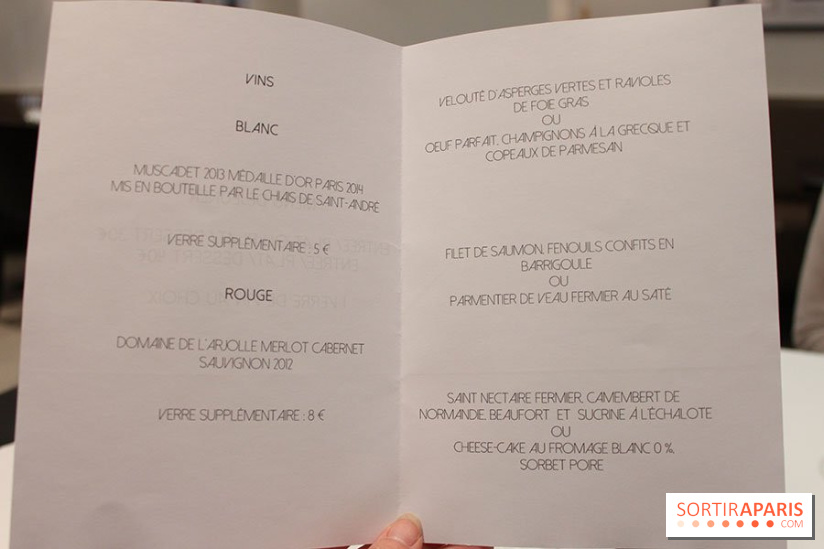 VINS
BLANC
MUSCADET 2013 MÉDAILLE D'OR PARIS 2014
MIS EN BOUTEILLE PAR LE CHAIS DE SAINT-ANDRÉ
VERRE SUPPLÉMENTAIRE : 5 €
ROUGE
DOMAINE DE L'ARJOLLE MERLOT CABERNET
SAUVIGNON 2012
VERRE SUPPLÉMENTAIRE : 8 €
VELOUTÉ D'ASPERGES VERTES ET RAVIOLES
DE FOIE GRAS
OU
OEUF PARFAIT, CHAMPIGNONS À LA GRECQUE ET
COPEAUX DE PARMESAN
FILET DE SAUMON, FENOUILS CONFITS EN
BARRIGOULE
OU
PARMENTIER DE VEAU FERMIER AU SATÉ
SAINT NECTAIRE FERMIER, CAMEMBERT DE
NORMANDIE, BEAUFORT ET SUCRINE À L'ÉCHALOTE
OU
CHEESE-CAKE AU FROMAGE BLANC 0 %,
SORBET POIRE
SORTIRAPARIS
.COM